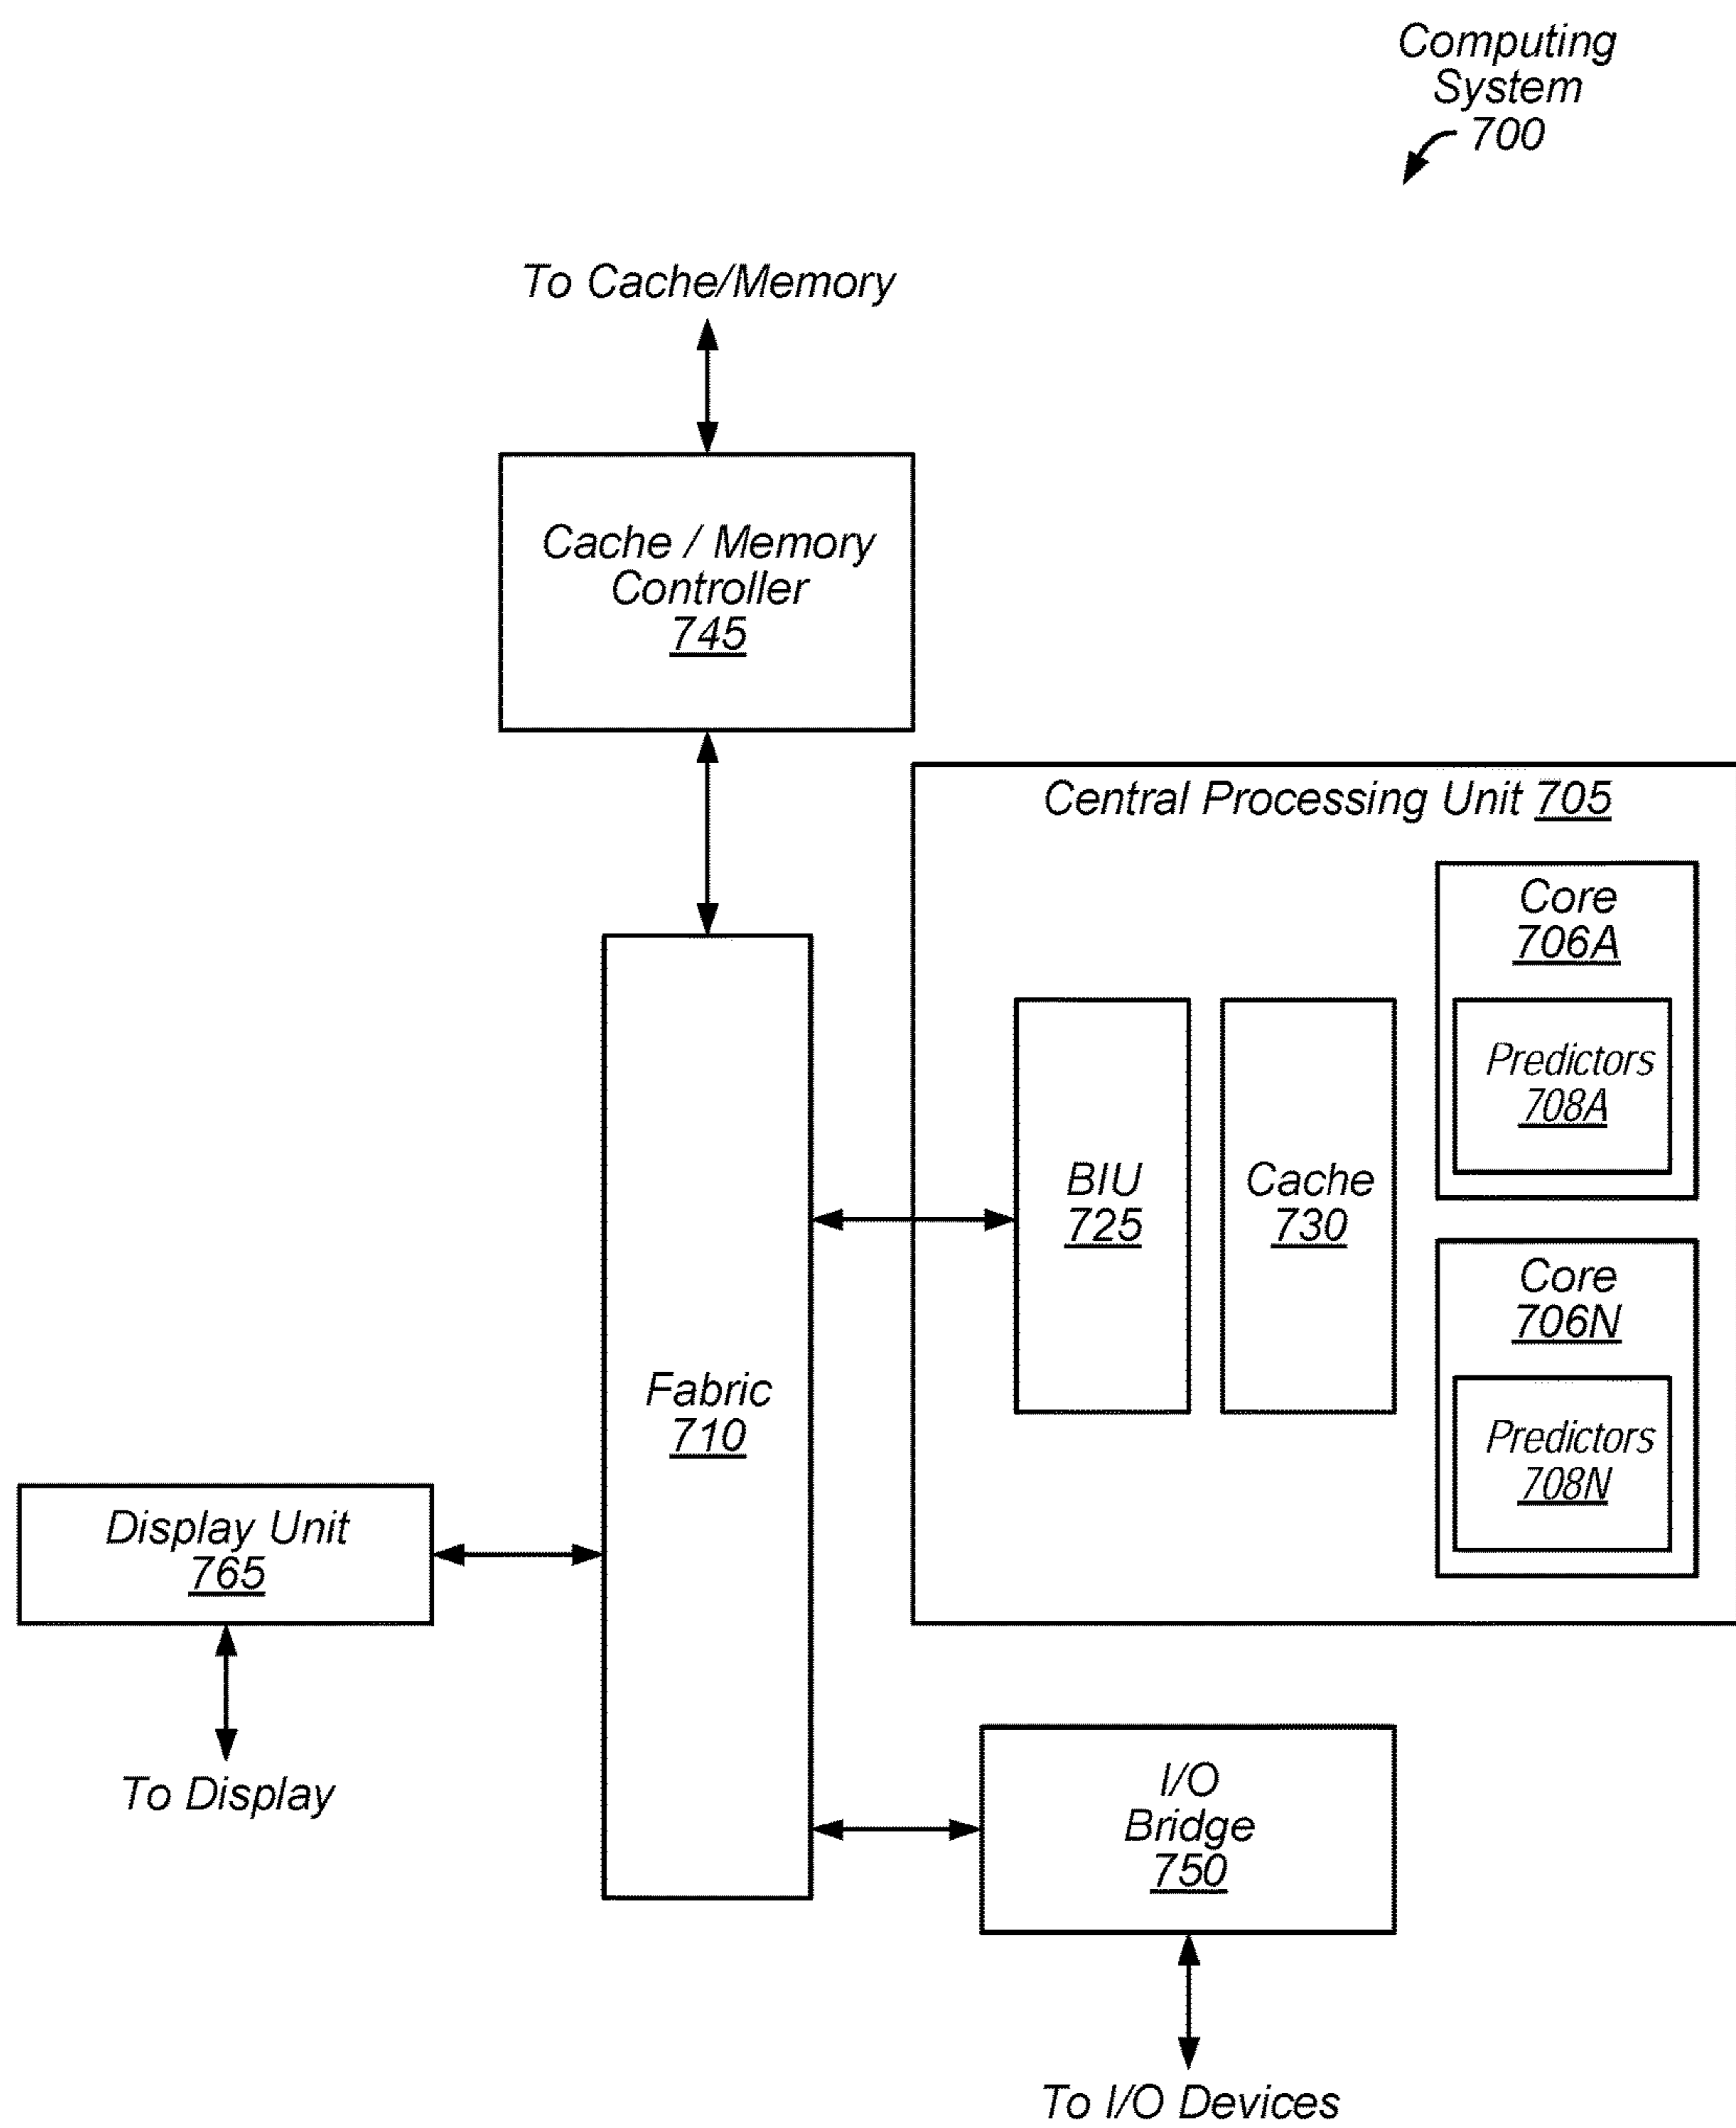 Computing
System
700
To Cache/Memory
Cache / Memory
Controller
745
Central Processing Unit 705
Core
706A
Predictors
708A
BIU
725
Cache
730
Core
706N
Predictors
708N
Fabric
710
Display Unit
765
To Display
I/O
Bridge
750
To I/O Devices